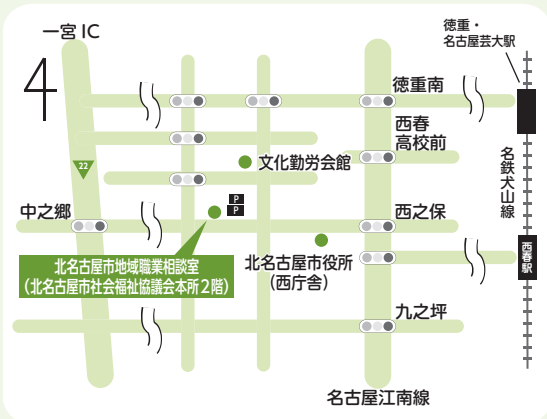 一宮 IC
徳重・
名古屋芸大駅
徳重南
西春
高校前
22
文化勤労会館
名鉄犬山線
P
P
中之郷
西之保
北名古屋市地域職業相談室
(北名古屋市社会福祉協議会本所2階)
北名古屋市役所
(西庁舎)
西春駅
九之坪
名古屋江南線